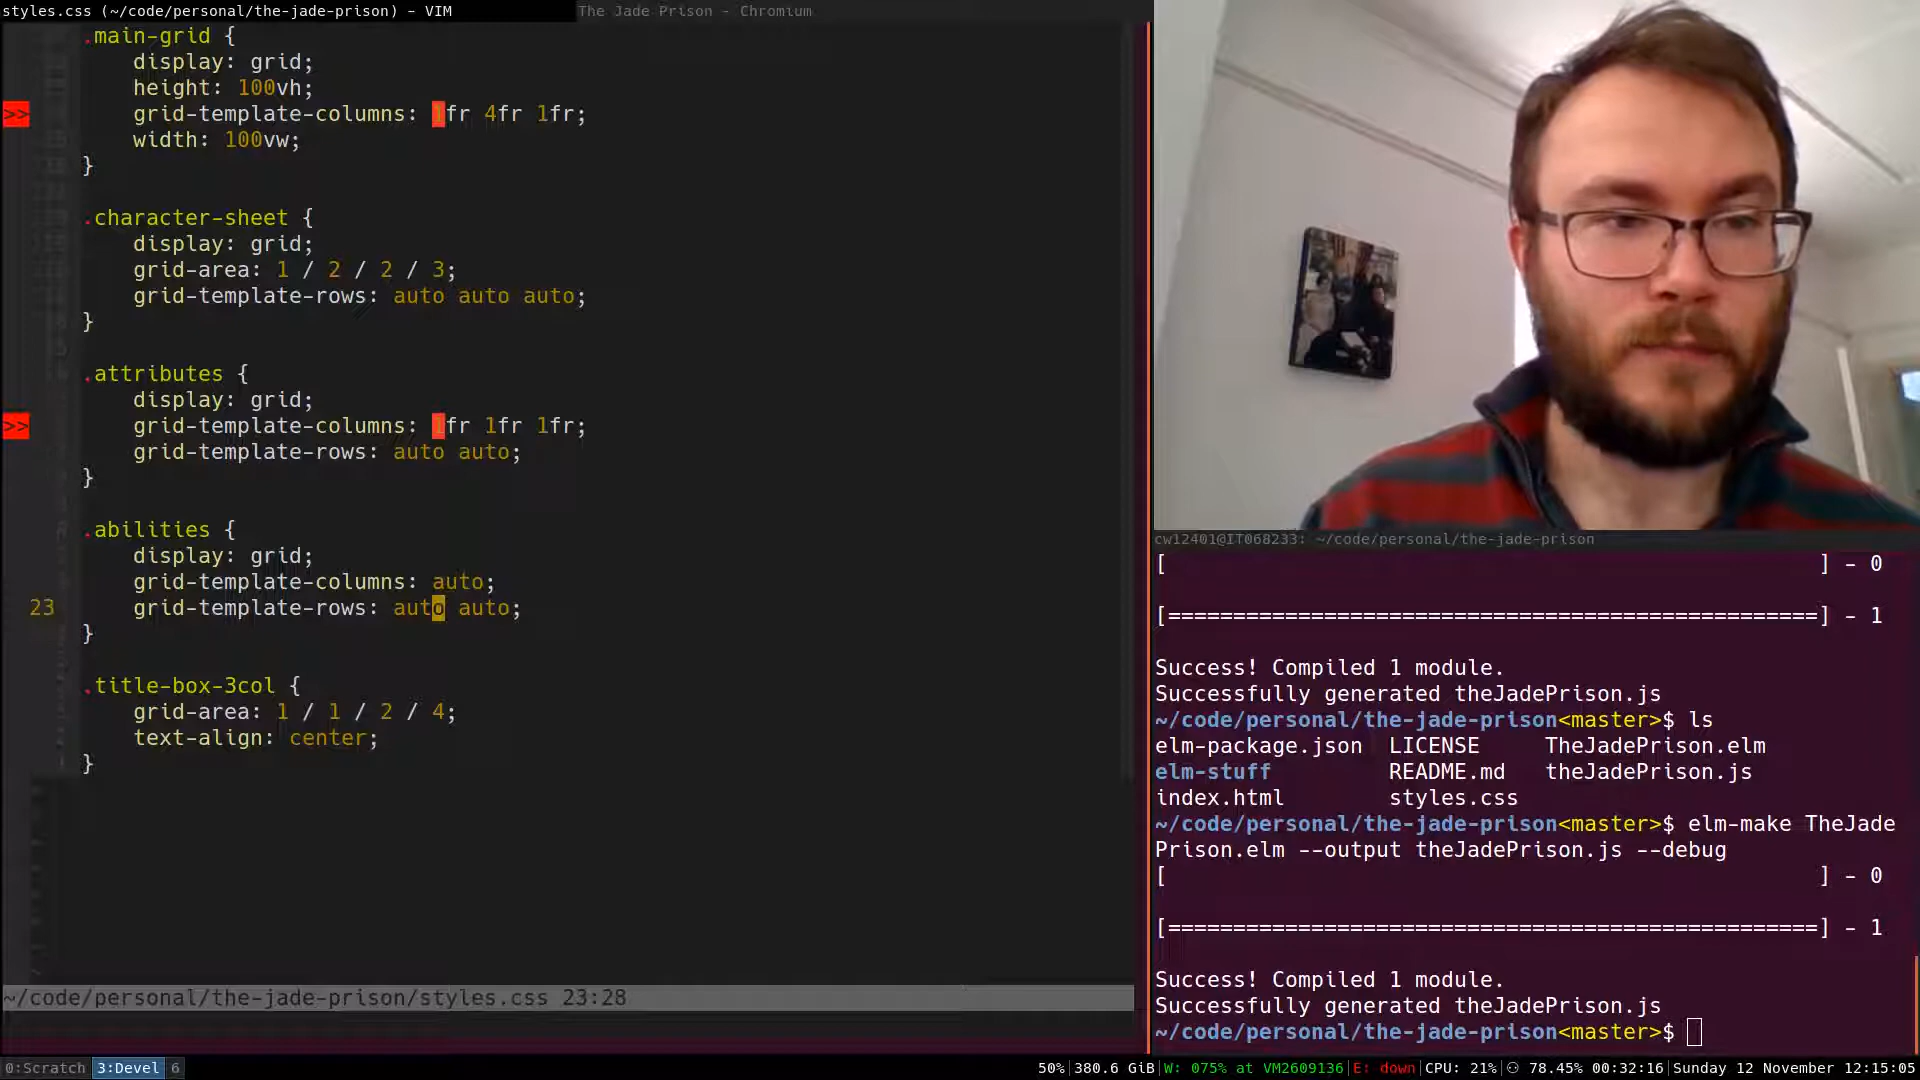 styles.css (~/code/personal/the-jade-prison) - VIM
The Jade Prison - Chromium
.main-grid {
display: grid;
height: 100vh;
>> grid-template-columns: 1fr 4fr 1fr;
width: 100vw;
}
.character-sheet {
display: grid;
grid-area: 1 / 2 / 2 / 3;
grid-template-rows: auto auto auto;
}
.attributes {
display: grid;
>> grid-template-columns: 1fr 1fr 1fr;
grid-template-rows: auto auto;
}
.abilities {
display: grid;
grid-template-columns: auto;
23 grid-template-rows: auto auto;
}
.title-box-3col {
grid-area: 1 / 1 / 2 / 4;
text-align: center;
}
~/code/personal/the-jade-prison/styles.css 23:28
cw12401@IT068233: ~/code/personal/the-jade-prison
[ ] - 0
[==================================================] - 1
Success! Compiled 1 module.
Successfully generated theJadePrison.js
~/code/personal/the-jade-prison<master>$ ls
elm-package.json LICENSE TheJadePrison.elm
elm-stuff README.md theJadePrison.js
index.html styles.css
~/code/personal/the-jade-prison<master>$ elm-make TheJade
Prison.elm --output theJadePrison.js --debug
[ ] - 0
[==================================================] - 1
Success! Compiled 1 module.
Successfully generated theJadePrison.js
~/code/personal/the-jade-prison<master>$
0:Scratch 3:Devel 6
50%|380.6 GiB|W: 075% at VM2609136|E: down|CPU: 21%|⚇ 78.45% 00:32:16|Sunday 12 November 12:15:05